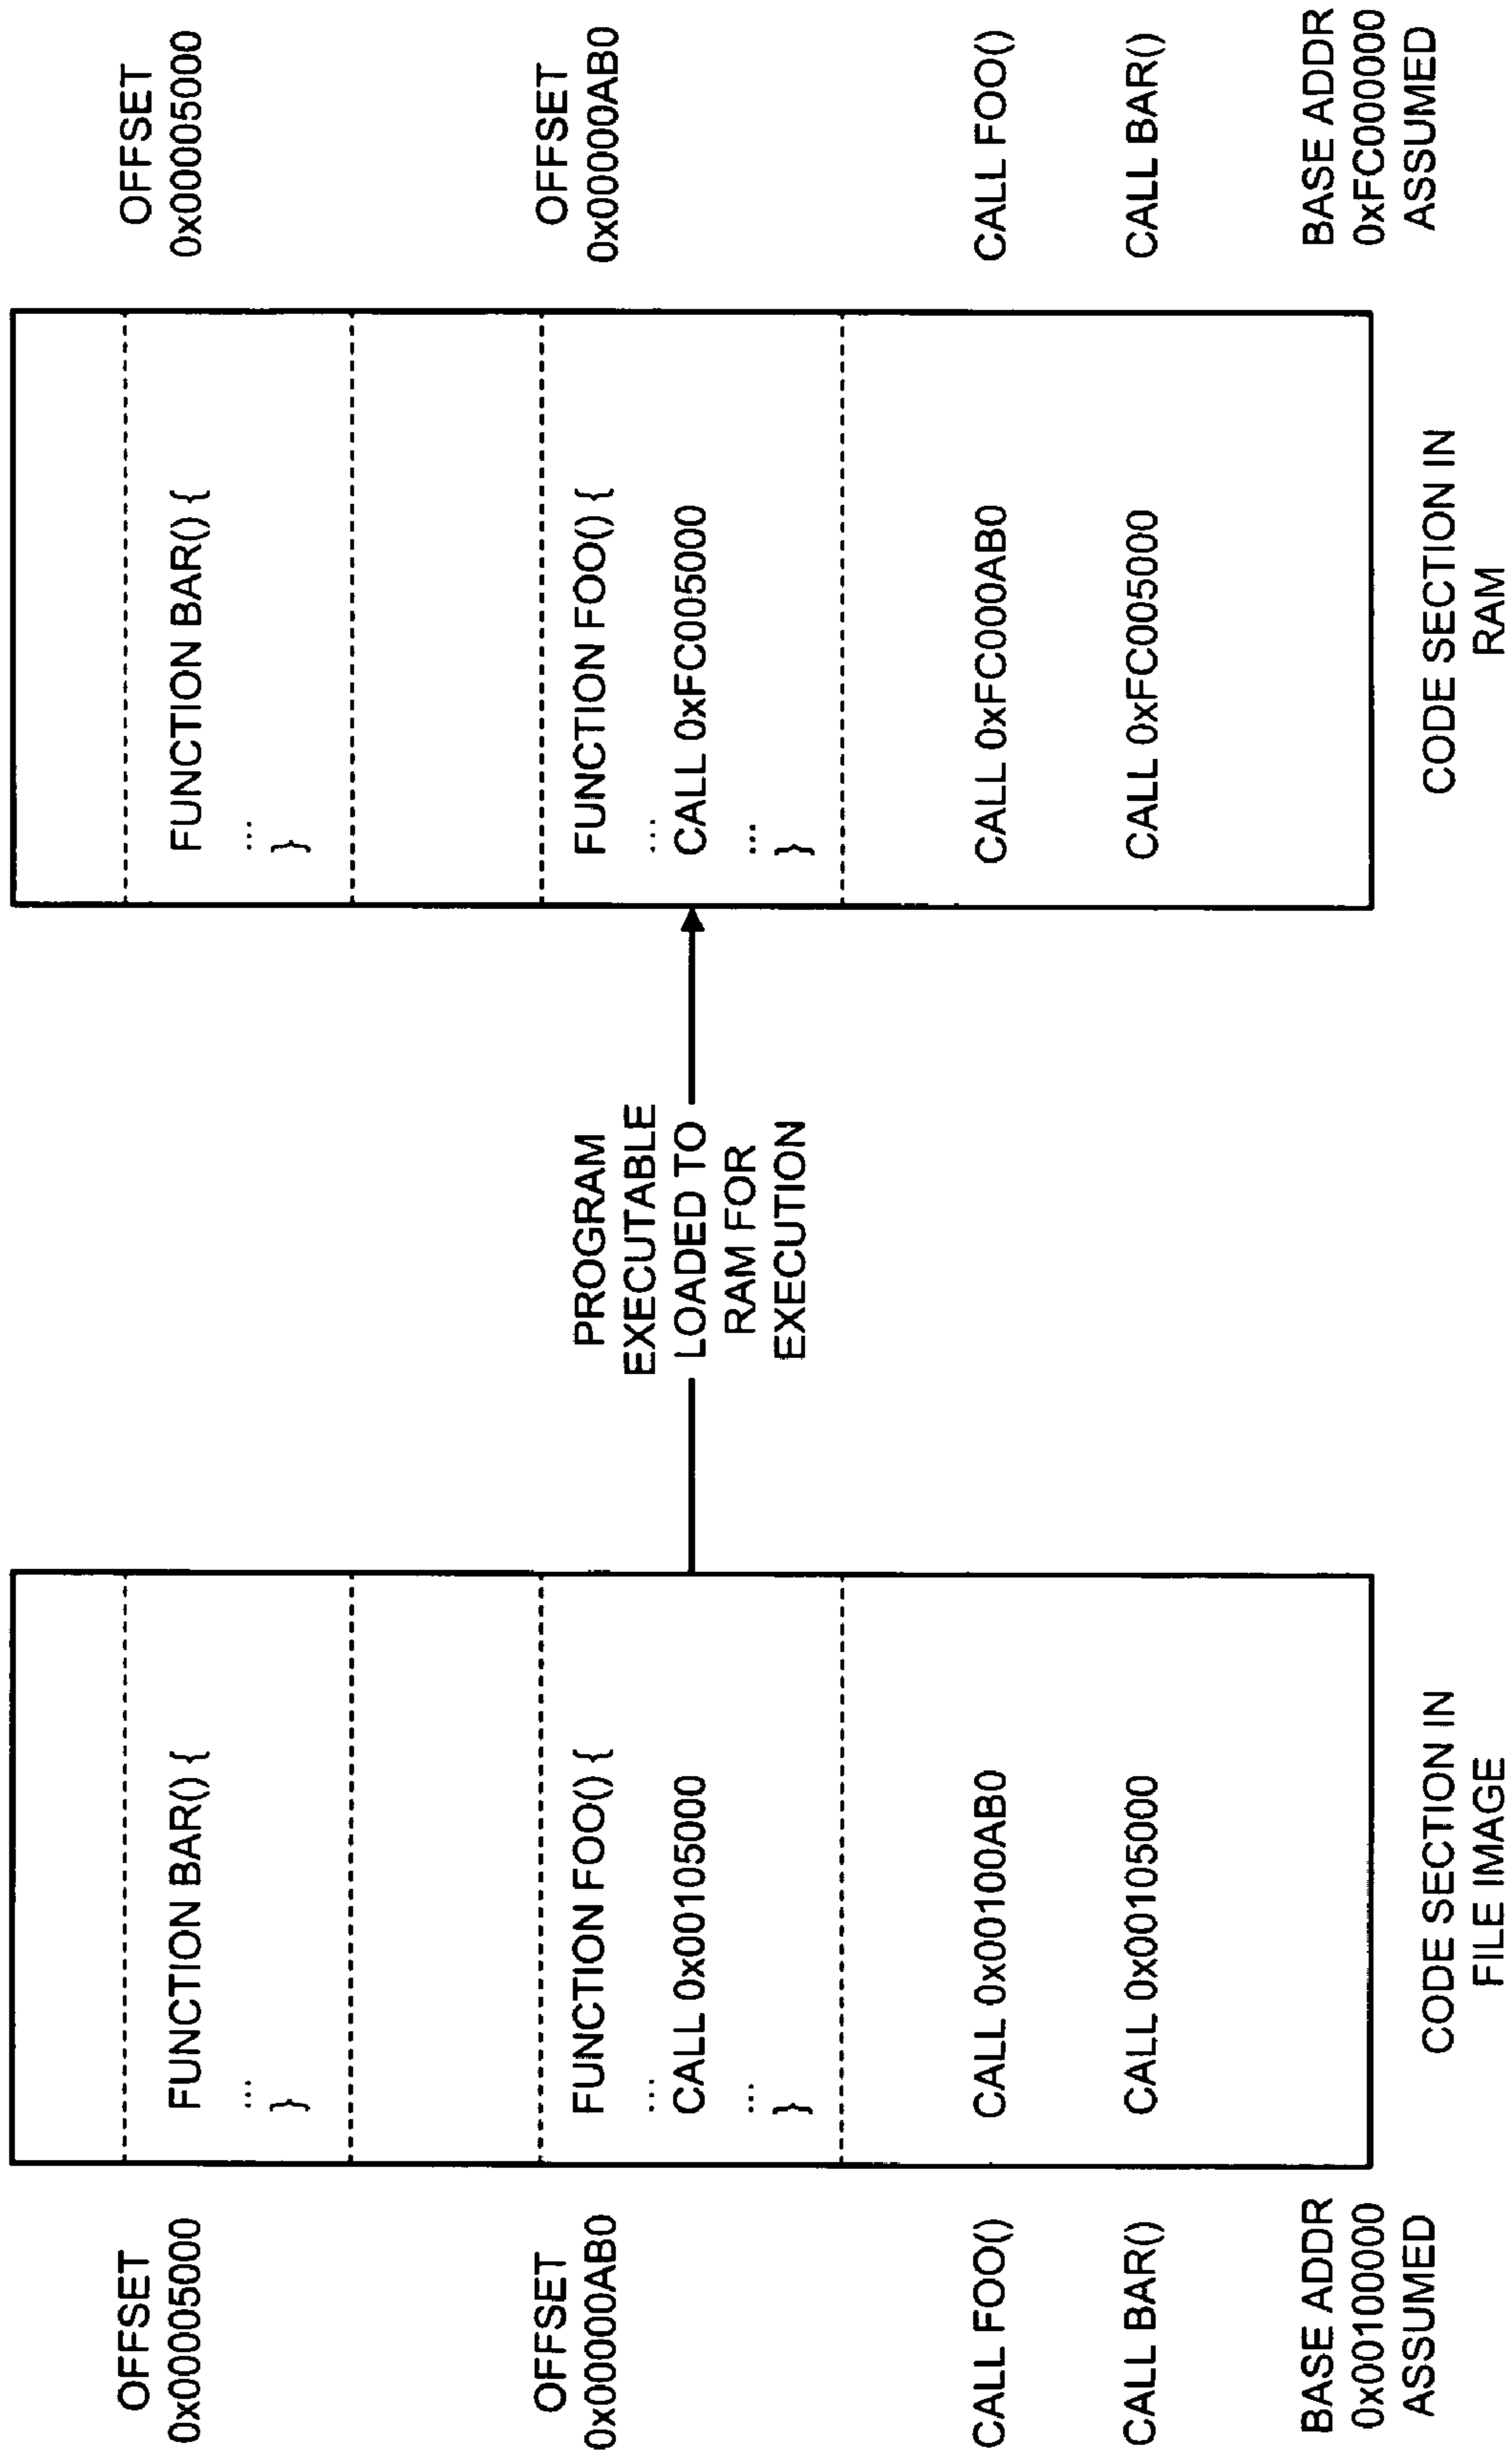 OFFSET
0x00005000
OFFSET
0x00000AB0
CALL FOO()
CALL BAR()
BASE ADDR
0x00100000
ASSUMED
FUNCTION BAR() {
...
}
FUNCTION FOO() {
...
CALL 0x00105000
...
}
CALL 0x00100AB0
CALL 0x00105000
CODE SECTION IN
FILE IMAGE
PROGRAM
EXECUTABLE
LOADED TO
RAM FOR
EXECUTION
FUNCTION BAR() {
...
}
FUNCTION FOO() {
...
CALL 0xFC005000
...
}
CALL 0xFC000AB0
CALL 0xFC005000
CODE SECTION IN
RAM
OFFSET
0x00005000
OFFSET
0x00000AB0
CALL FOO()
CALL BAR()
BASE ADDR
0xFC000000
ASSUMED